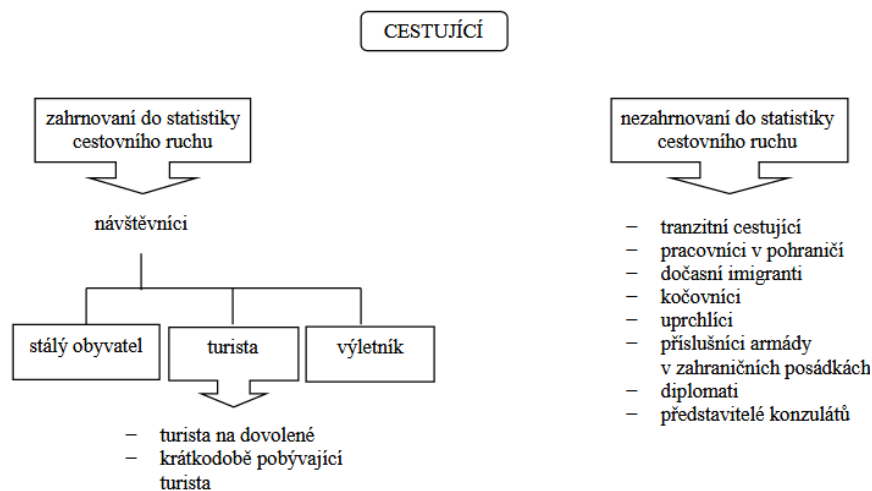 CESTUJÍCÍ
zahrnovaní do statistiky
cestovního ruchu
návštěvníci
stálý obyvatel
turista
výletník
– turista na dovolené
– krátkodobě pobývající
turista
nezahrnovaní do statistiky
cestovního ruchu
– tranzitní cestující
– pracovníci v pohraničí
– dočasní imigranti
– kočovníci
– uprchlíci
– příslušníci armády
v zahraničních posádkách
– diplomati
– představitelé konzulátů